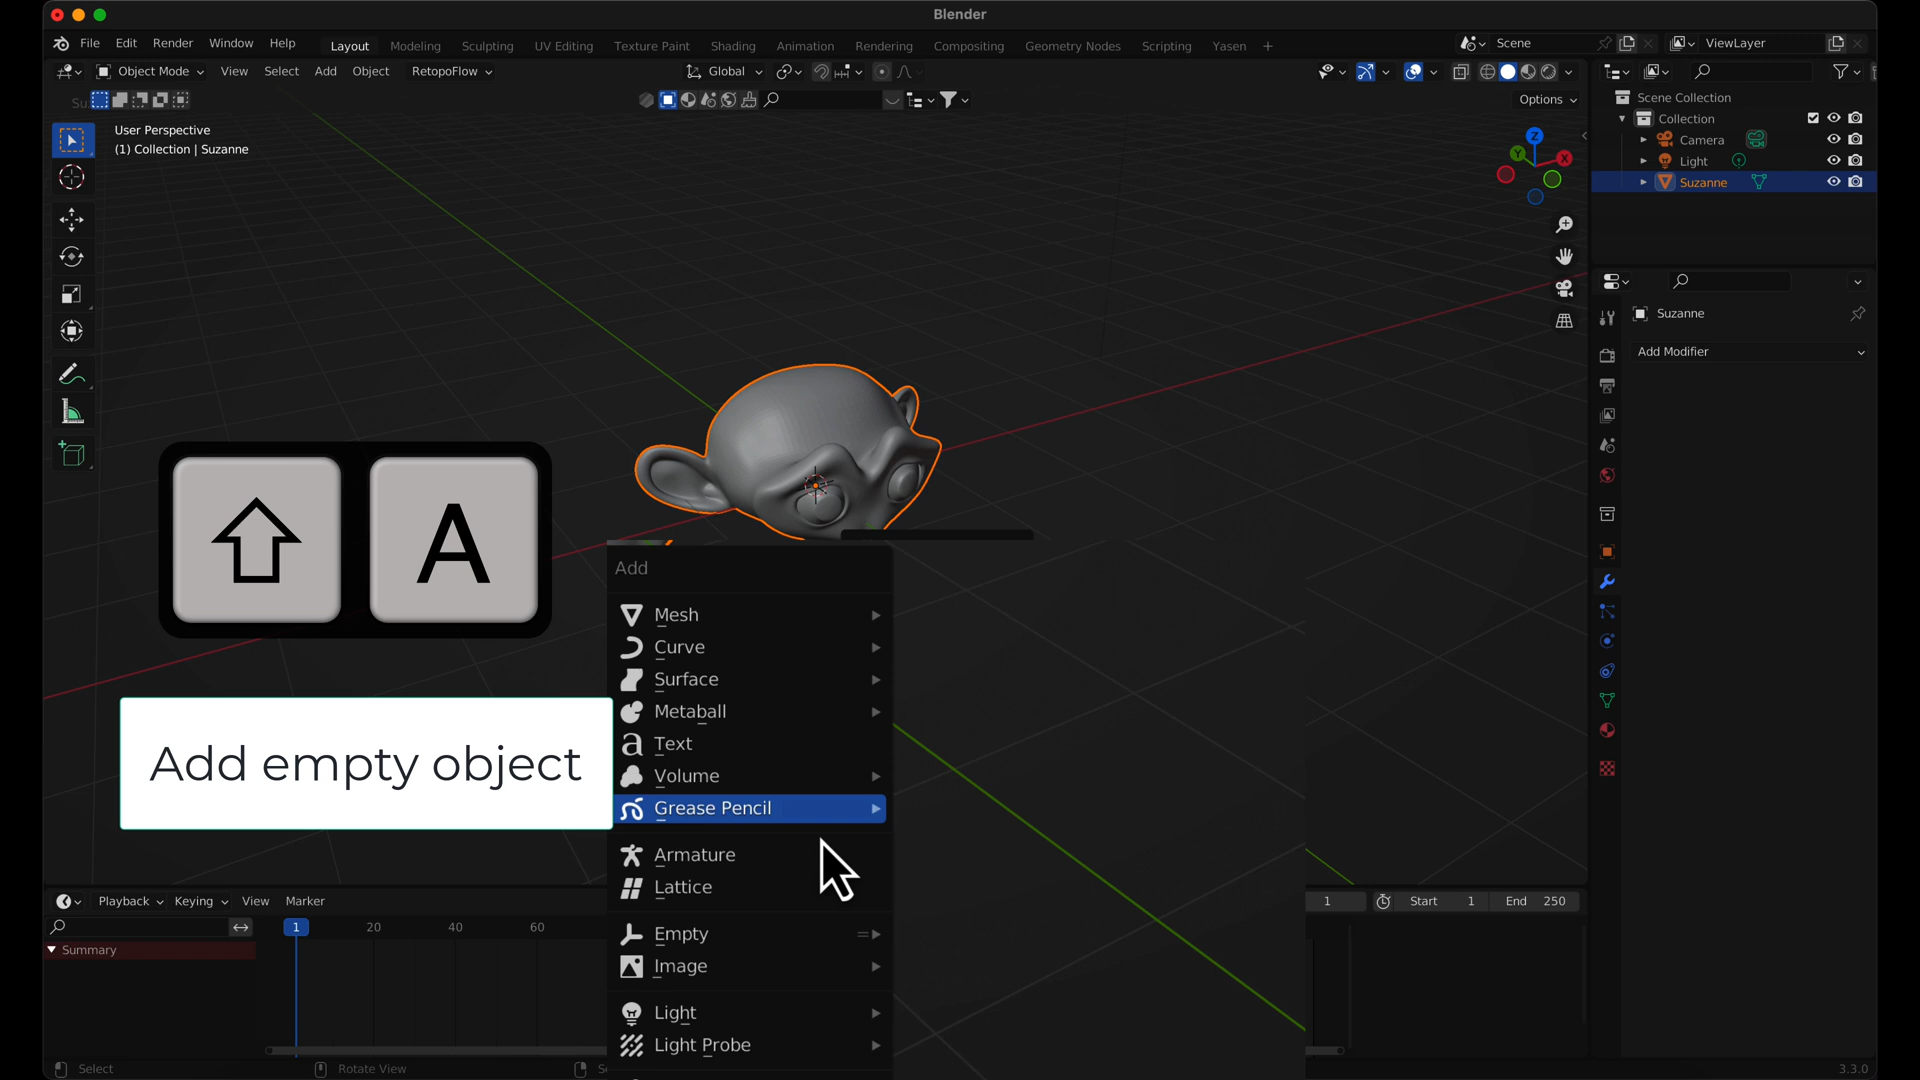 Blender
File Edit Render Window Help Layout Modeling Sculpting UV Editing Texture Paint Shading Animation Rendering Compositing Geometry Nodes Scripting Yasen + Scene ViewLayer
Object Mode View Select Add Object RetopoFlow Global
Options
User Perspective
(1) Collection | Suzanne
Z
Y
X
Scene Collection
Collection
Camera
Light
Suzanne
Suzanne
Add Modifier
A
Add empty object
Add
Mesh
Curve
Surface
Metaball
a Text
Volume
Grease Pencil
Armature
Lattice
Empty
Image
Light
Light Probe
Playback Keying View Marker
1 Start 1 End 250
1 20 40 60
Summary
Select Rotate View
3.3.0